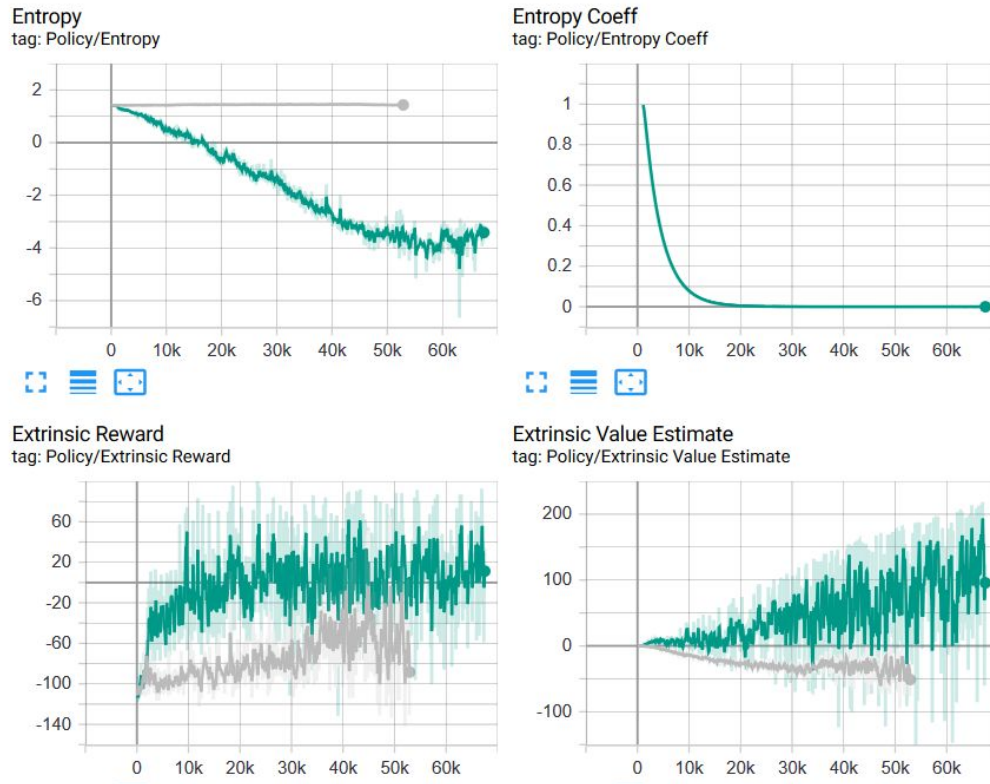 Entropy
tag: Policy/Entropy
2
0
-2
-4
-6
0 10k 20k 30k 40k 50k 60k
Entropy Coeff
tag: Policy/Entropy Coeff
1
0.8
0.6
0.4
0.2
0
0 10k 20k 30k 40k 50k 60k
Extrinsic Reward
tag: Policy/Extrinsic Reward
60
20
-20
-60
-100
-140
0 10k 20k 30k 40k 50k 60k
Extrinsic Value Estimate
tag: Policy/Extrinsic Value Estimate
200
100
0
-100
0 10k 20k 30k 40k 50k 60k